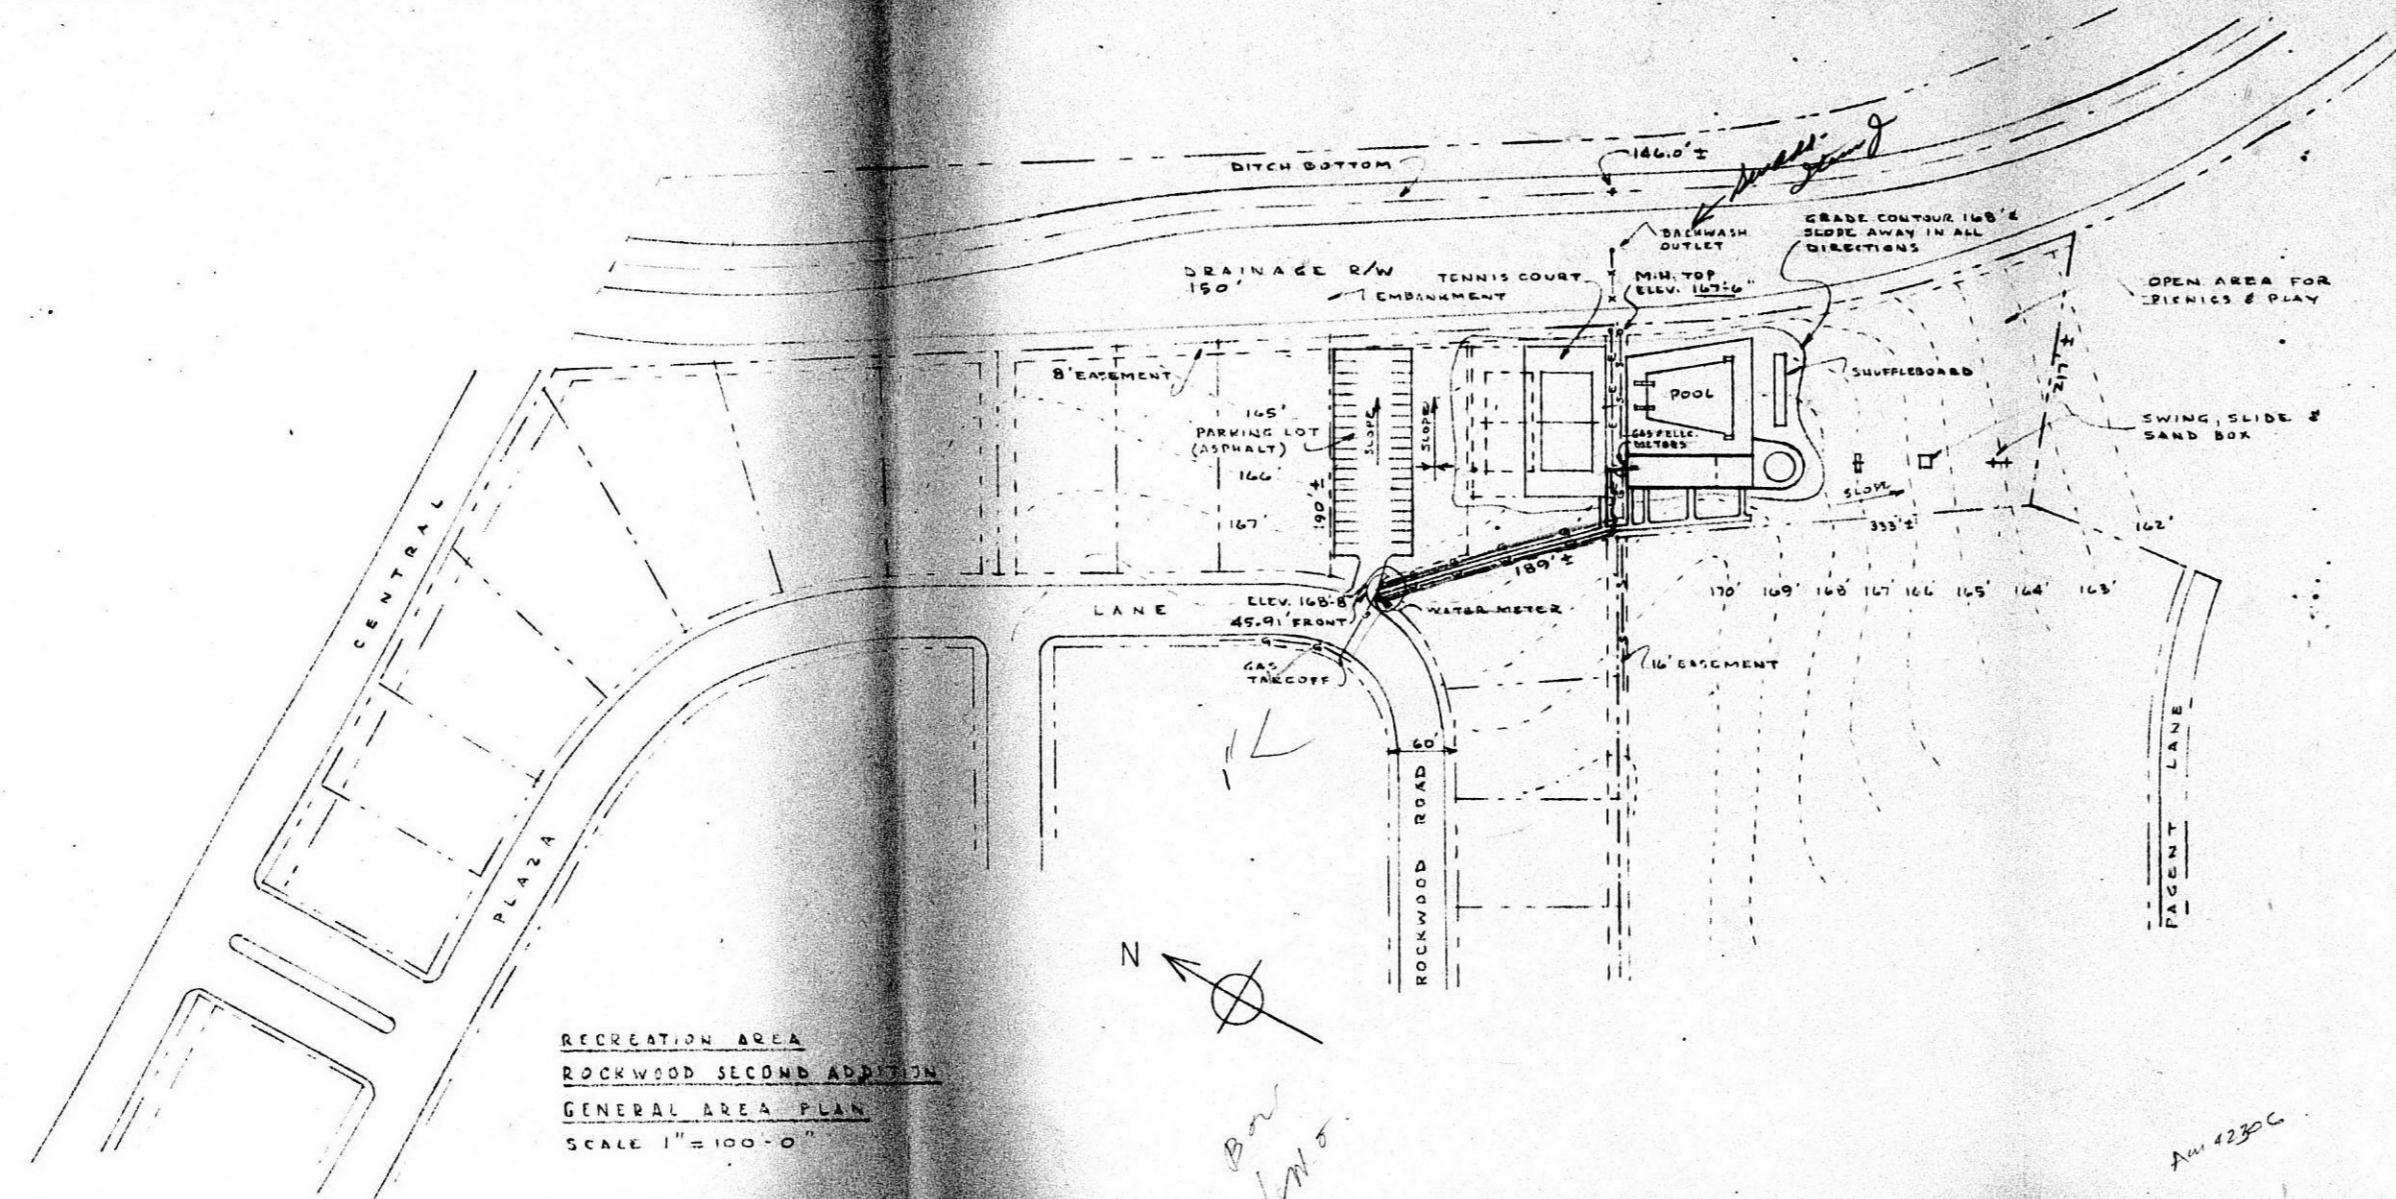 DITCH BOTTOM
146.0' ±
BACKWASH
OUTLET
GRADE CONTOUR 168' &
SLOPE AWAY IN ALL
DIRECTIONS
DRAINAGE R/W
150'
EMBANKMENT
TENNIS COURT
M.H. TOP
ELEV. 167'-6"
OPEN AREA FOR
PICNICS & PLAY
8' EASEMENT
165'
PARKING LOT
(ASPHALT)
166'
167'
190' ±
SLOPE
SLOPE
POOL
GAS & ELEC.
METERS
SHUFFLEBOARD
217' ±
SWING, SLIDE &
SAND BOX
SLOPE
333' ±
162'
189' ±
170' 169' 168' 167' 166' 165' 164' 163'
CENTRAL
PLAZA
LANE
ELEV. 168'-8"
45.91' FRONT
WATER METER
GAS
TAKEOFF
16' EASEMENT
60'
ROCKWOOD ROAD
PAGENT LANE
N
RECREATION AREA
ROCKWOOD SECOND ADDITION
GENERAL AREA PLAN
SCALE 1" = 100'-0"